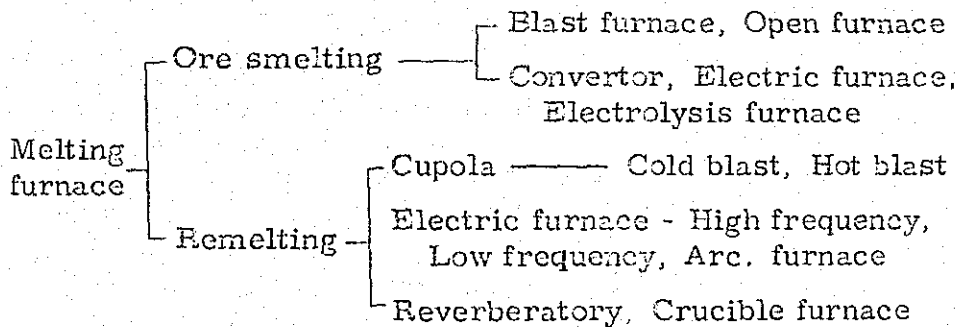 Blast furnace, Open furnace
Ore smelting
Convertor, Electric furnace,
Electrolysis furnace
Melting
furnace
Cupola Cold blast, Hot blast
Electric furnace - High frequency,
Remelting
Low frequency, Arc. furnace
Reverberatory, Crucible furnace